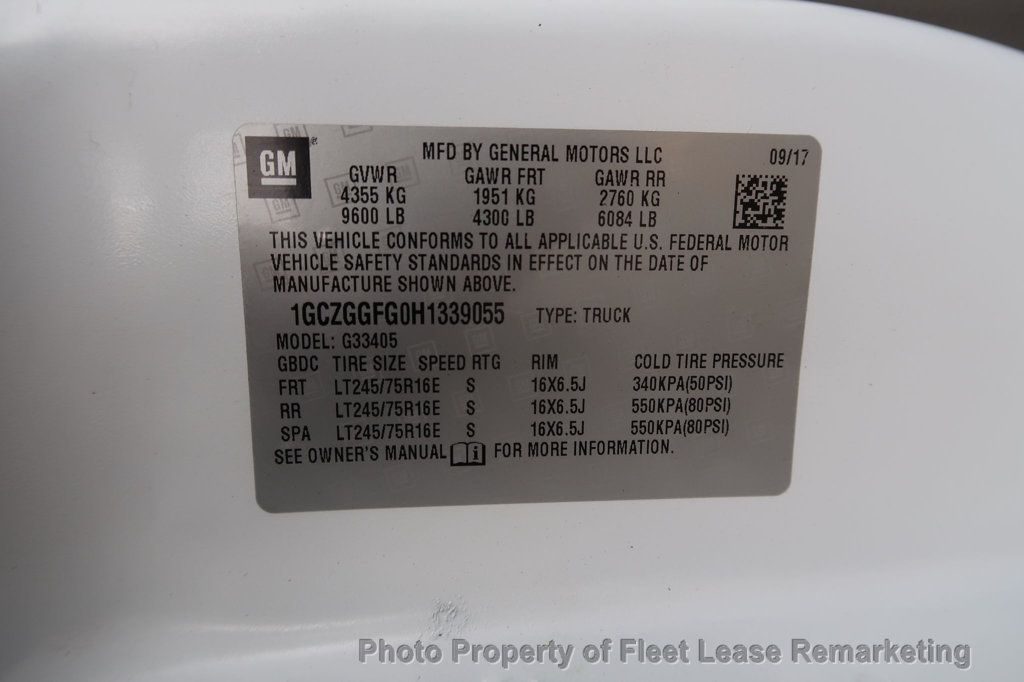 GM
MFD BY GENERAL MOTORS LLC 09/17
GVWR GAWR FRT GAWR RR
4355 KG 1951 KG 2760 KG
9600 LB 4300 LB 6084 LB
THIS VEHICLE CONFORMS TO ALL APPLICABLE U.S. FEDERAL MOTOR
VEHICLE SAFETY STANDARDS IN EFFECT ON THE DATE OF
MANUFACTURE SHOWN ABOVE.
1GCZGGFG0H1339055 TYPE: TRUCK
MODEL: G33405
GBDC TIRE SIZE SPEED RTG RIM COLD TIRE PRESSURE
FRT LT245/75R16E S 16X6.5J 340KPA(50PSI)
RR LT245/75R16E S 16X6.5J 550KPA(80PSI)
SPA LT245/75R16E S 16X6.5J 550KPA(80PSI)
SEE OWNER'S MANUAL i FOR MORE INFORMATION.
Photo Property of Fleet Lease Remarketing